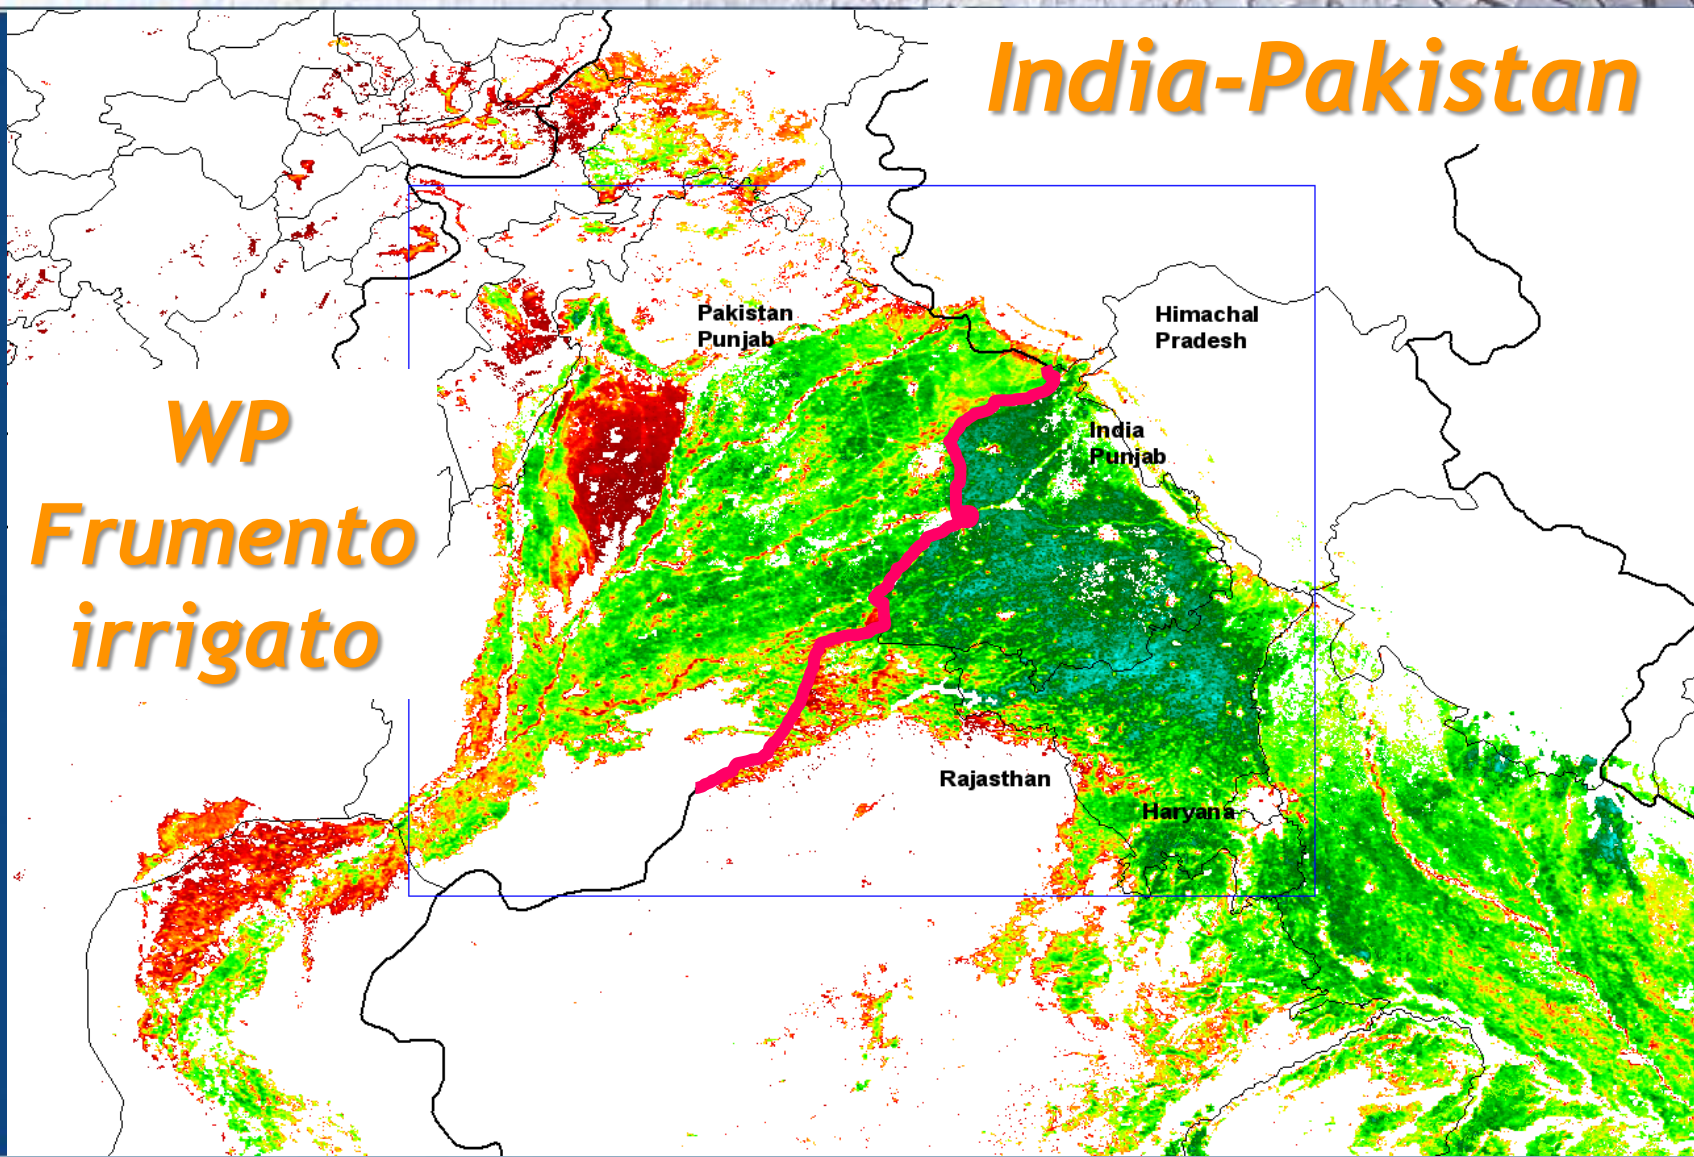 India-Pakistan
WP
Frumento
irrigato
Pakistan
Punjab
Himachal
Pradesh
India
Punjab
Rajasthan
Haryana